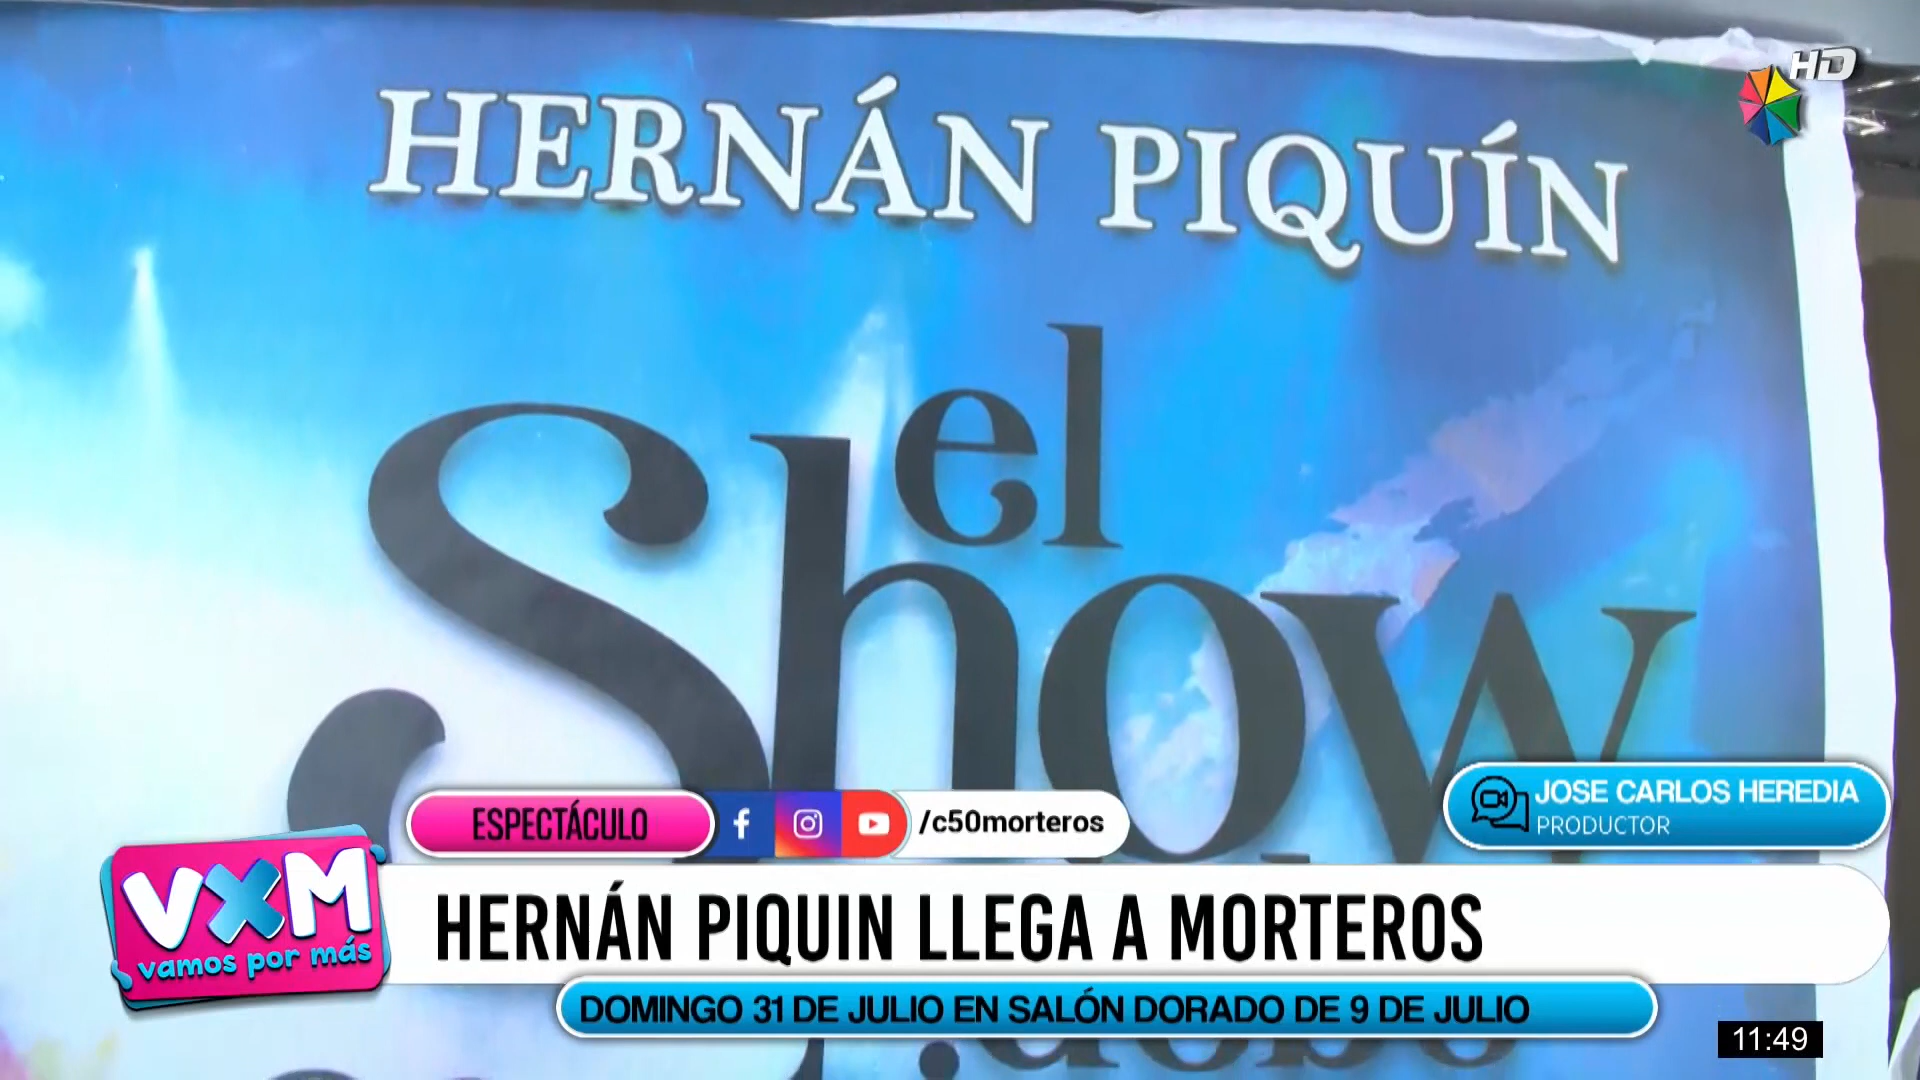 HERNÁN PIQUÍN
HD
el
Show
ESPECTÁCULO
/c50morteros
JOSE CARLOS HEREDIA
PRODUCTOR
VXM
vamos por más
HERNÁN PIQUIN LLEGA A MORTEROS
DOMINGO 31 DE JULIO EN SALÓN DORADO DE 9 DE JULIO
11:49